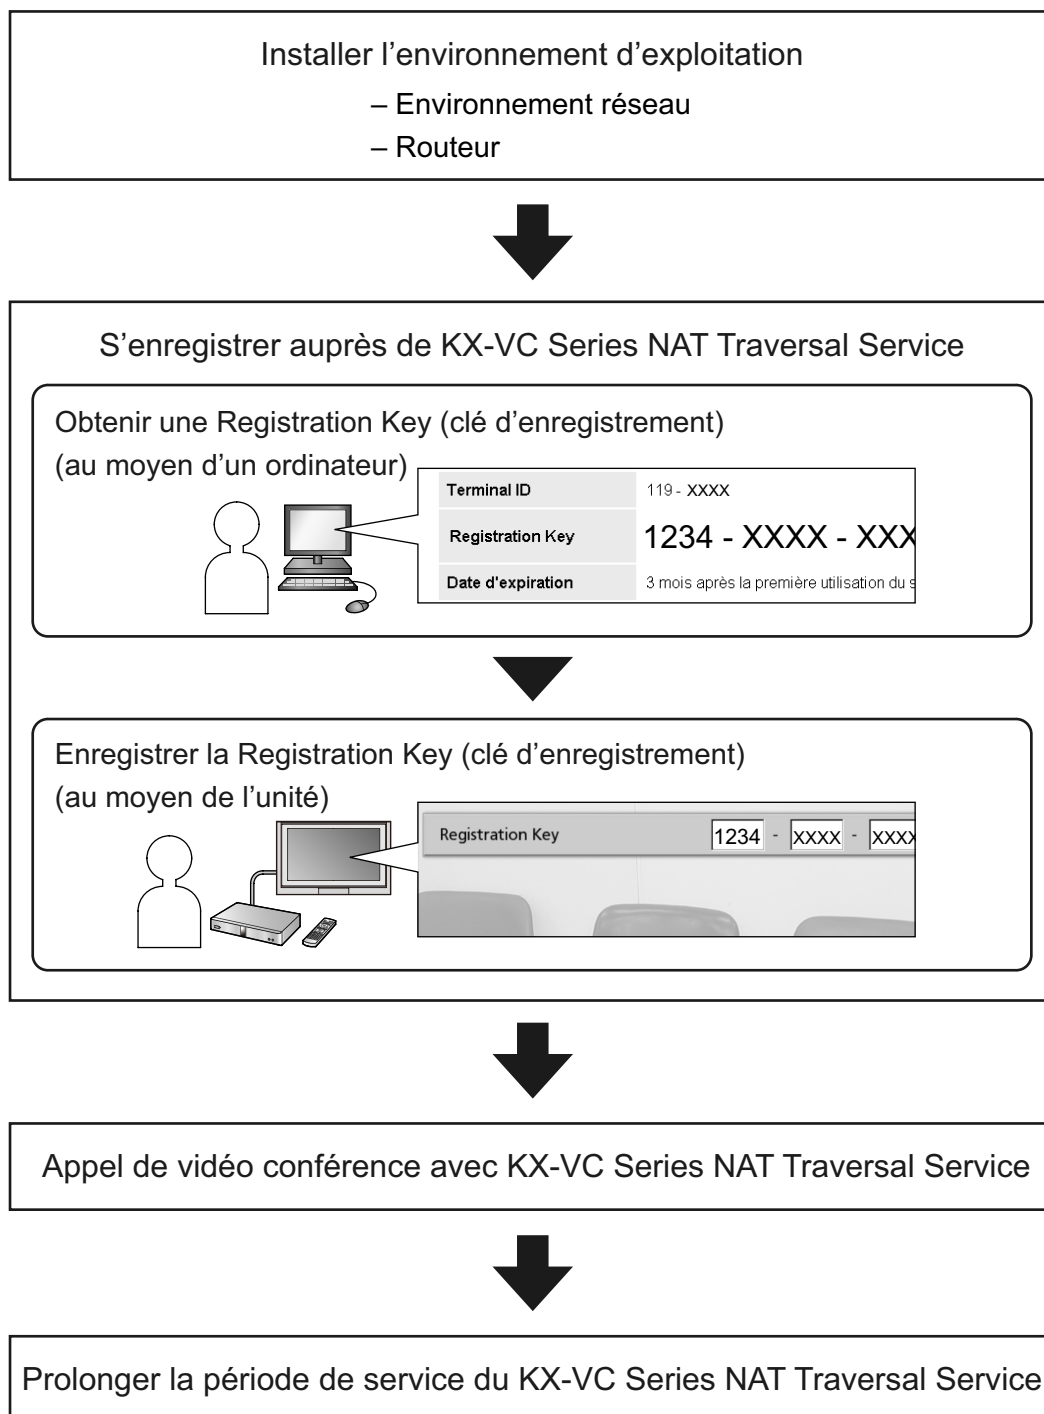 Installer l’environnement d’exploitation
– Environnement réseau
– Routeur
S’enregistrer auprès de KX-VC Series NAT Traversal Service
Obtenir une Registration Key (clé d’enregistrement)
(au moyen d’un ordinateur)
Terminal ID 119 - XXXX
Registration Key 1234 - XXXX - XXX
Date d'expiration 3 mois après la première utilisation du s
Enregistrer la Registration Key (clé d’enregistrement)
(au moyen de l’unité)
Registration Key 1234 - XXXX - XXXX
Appel de vidéo conférence avec KX-VC Series NAT Traversal Service
Prolonger la période de service du KX-VC Series NAT Traversal Service